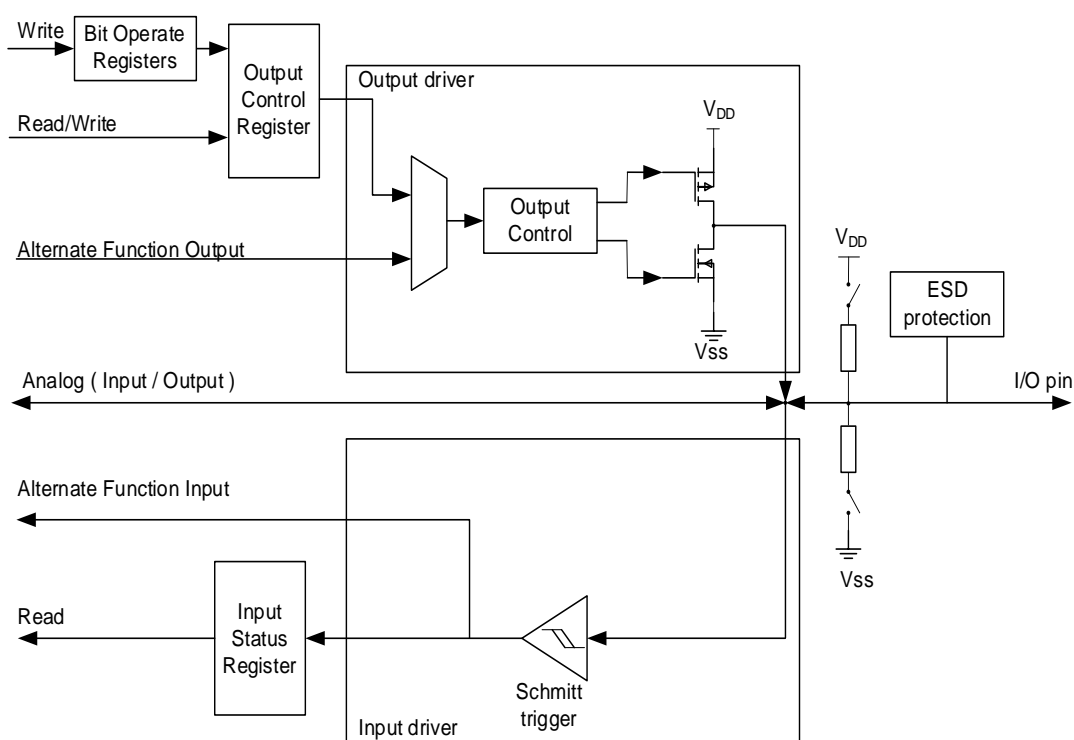 Write
Bit Operate
Registers
Output
Control
Register
Read/Write
Output driver
VDD
Output
Control
Alternate Function Output
Vss
VDD
ESD
protection
Analog ( Input / Output )
I/O pin
Alternate Function Input
Vss
Read
Input
Status
Register
Schmitt
trigger
Input driver